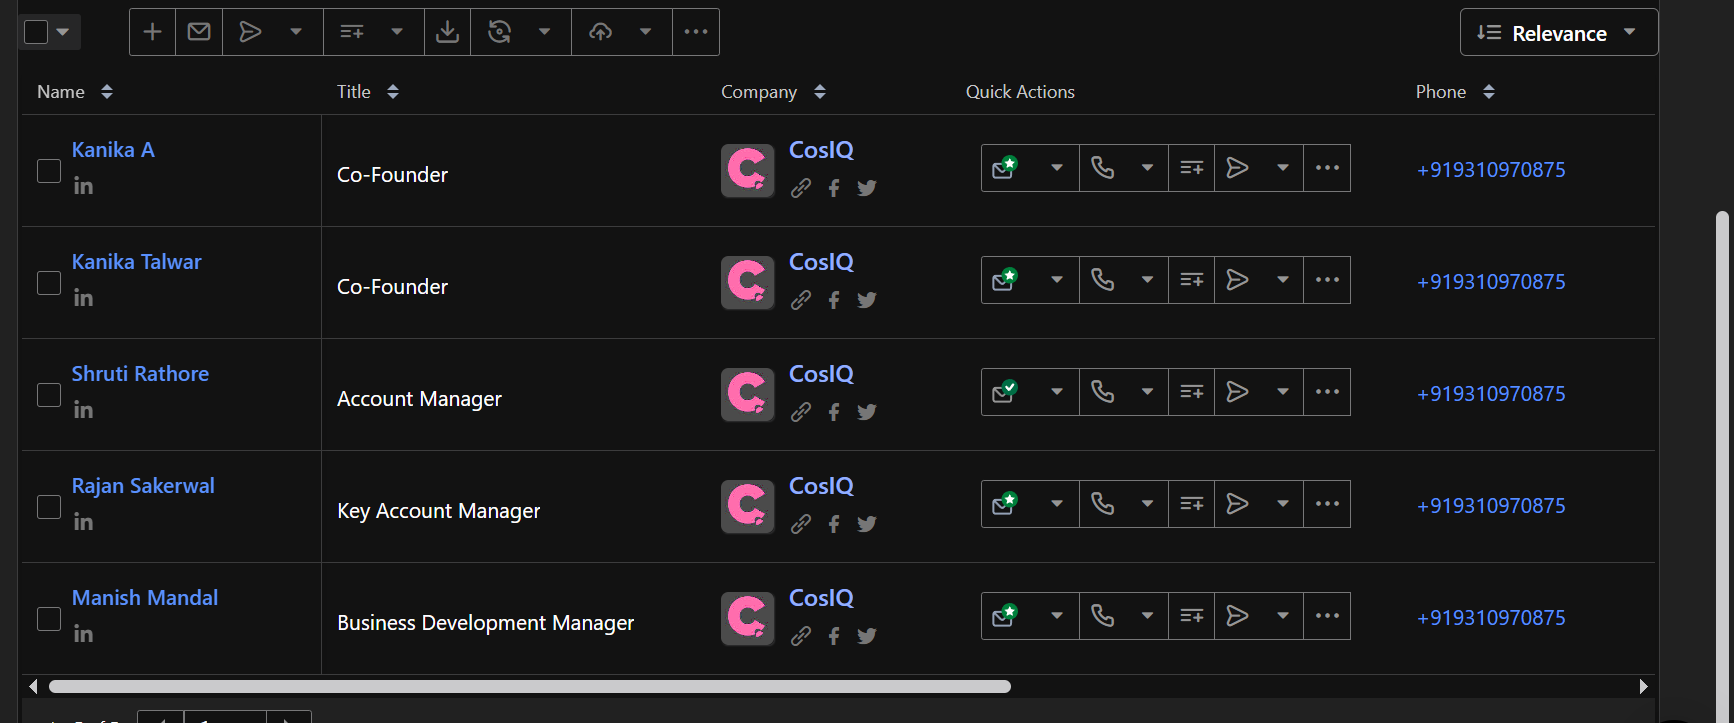 Relevance
Name Title Company Quick Actions Phone
Kanika A
in
Co-Founder
CosIQ
+919310970875
Kanika Talwar
in
Co-Founder
CosIQ
+919310970875
Shruti Rathore
in
Account Manager
CosIQ
+919310970875
Rajan Sakerwal
in
Key Account Manager
CosIQ
+919310970875
Manish Mandal
in
Business Development Manager
CosIQ
+919310970875